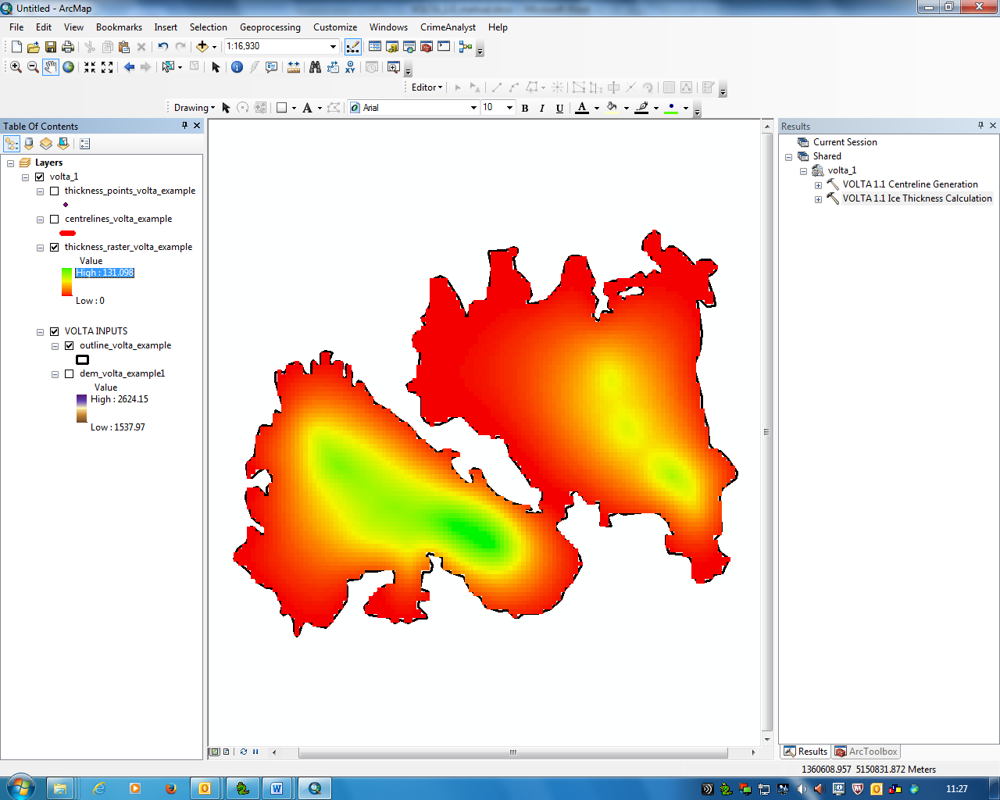 Untitled - ArcMap
File Edit View Bookmarks Insert Selection Geoprocessing Customize Windows CrimeAnalyst Help
1:16,930
Editor
Drawing A Arial 10 B I U A
Table Of Contents
Layers
volta_1
thickness_points_volta_example
centrelines_volta_example
thickness_raster_volta_example
Value
High : 131.098
Low : 0
VOLTA INPUTS
outline_volta_example
dem_volta_example1
Value
High : 2624.15
Low : 1537.97
Results
Current Session
Shared
volta_1
VOLTA 1.1 Centreline Generation
VOLTA 1.1 Ice Thickness Calculation
Results ArcToolbox
1360608.957 5150831.872 Meters
11:27